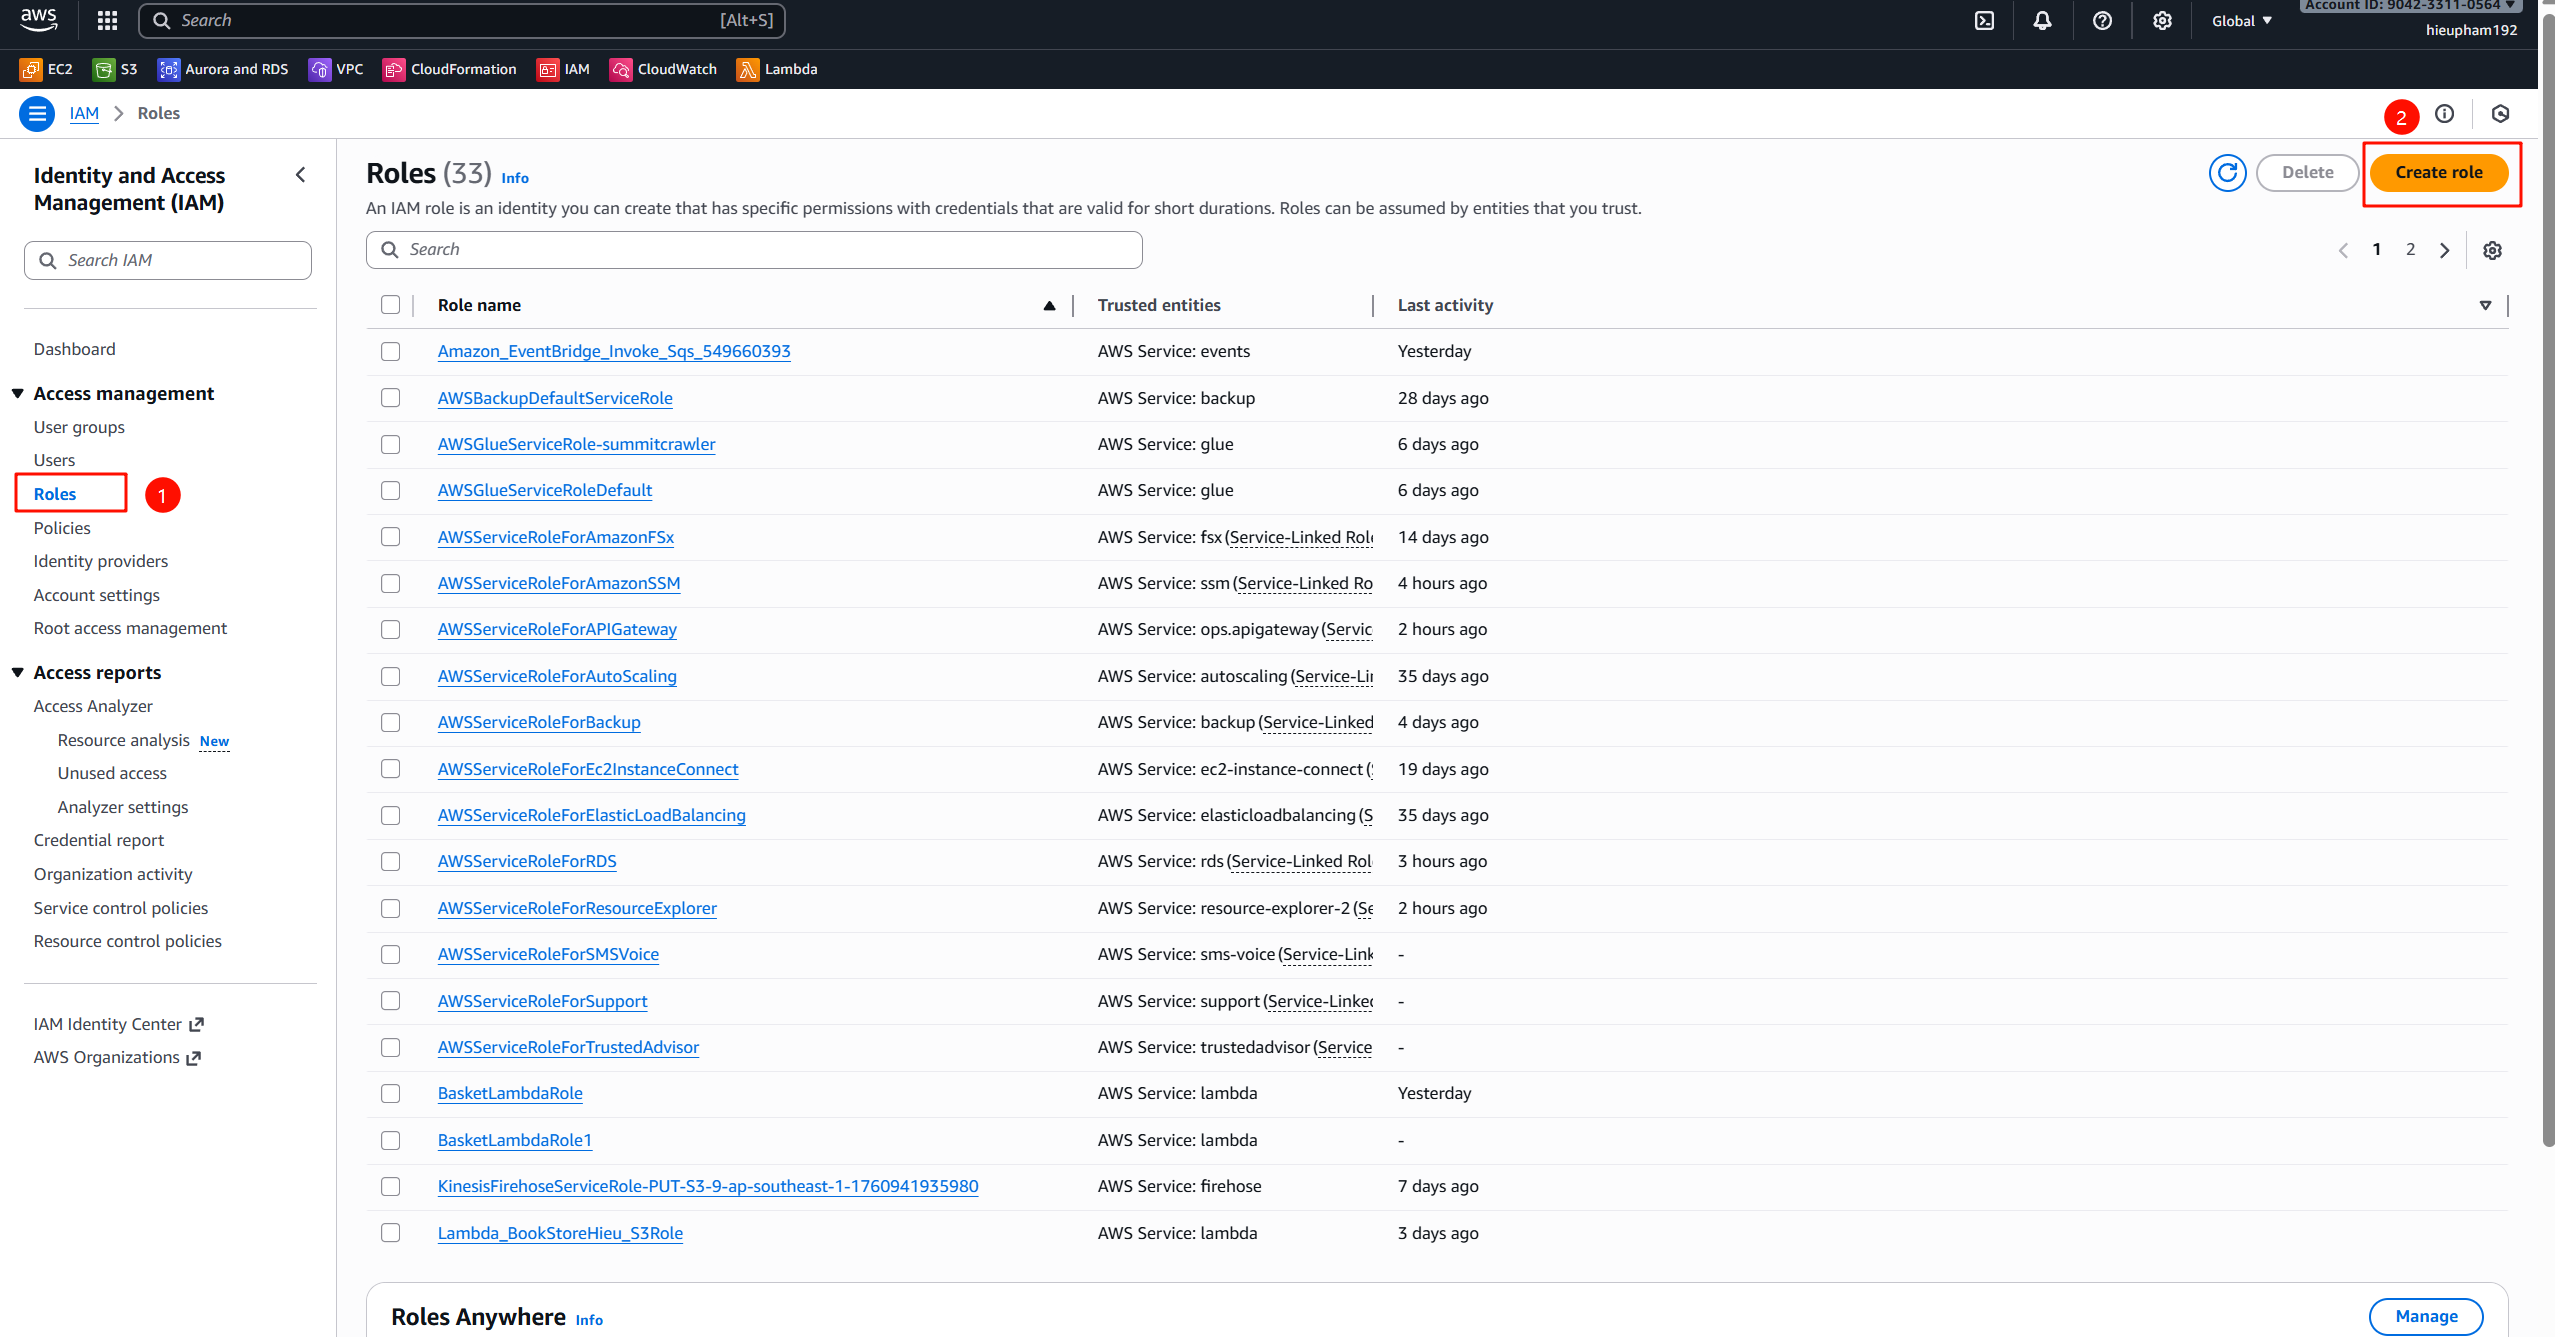 aws
Search [Alt+S]
Global
Account ID: 9042-3311-0564
hieupham192
EC2 S3 Aurora and RDS VPC CloudFormation IAM CloudWatch Lambda
IAM > Roles
2
Identity and Access
Management (IAM)
Search IAM
Dashboard
Access management
User groups
Users
Roles
1
Policies
Identity providers
Account settings
Root access management
Access reports
Access Analyzer
Resource analysis New
Unused access
Analyzer settings
Credential report
Organization activity
Service control policies
Resource control policies
IAM Identity Center
AWS Organizations
Roles (33) Info
Delete
Create role
An IAM role is an identity you can create that has specific permissions with credentials that are valid for short durations. Roles can be assumed by entities that you trust.
Search
1 2
Role name Trusted entities Last activity
Amazon_EventBridge_Invoke_Sqs_549660393 AWS Service: events Yesterday
AWSBackupDefaultServiceRole AWS Service: backup 28 days ago
AWSGlueServiceRole-summitcrawler AWS Service: glue 6 days ago
AWSGlueServiceRoleDefault AWS Service: glue 6 days ago
AWSServiceRoleForAmazonFSx AWS Service: fsx (Service-Linked Role 14 days ago
AWSServiceRoleForAmazonSSM AWS Service: ssm (Service-Linked Ro 4 hours ago
AWSServiceRoleForAPIGateway AWS Service: ops.apigateway (Servic 2 hours ago
AWSServiceRoleForAutoScaling AWS Service: autoscaling (Service-Li 35 days ago
AWSServiceRoleForBackup AWS Service: backup (Service-Linked 4 days ago
AWSServiceRoleForEc2InstanceConnect AWS Service: ec2-instance-connect (S 19 days ago
AWSServiceRoleForElasticLoadBalancing AWS Service: elasticloadbalancing (S 35 days ago
AWSServiceRoleForRDS AWS Service: rds (Service-Linked Rol 3 hours ago
AWSServiceRoleForResourceExplorer AWS Service: resource-explorer-2 (Se 2 hours ago
AWSServiceRoleForSMSVoice AWS Service: sms-voice (Service-Link -
AWSServiceRoleForSupport AWS Service: support (Service-Linked -
AWSServiceRoleForTrustedAdvisor AWS Service: trustedadvisor (Service -
BasketLambdaRole AWS Service: lambda Yesterday
BasketLambdaRole1 AWS Service: lambda -
KinesisFirehoseServiceRole-PUT-S3-9-ap-southeast-1-1760941935980 AWS Service: firehose 7 days ago
Lambda_BookStoreHieu_S3Role AWS Service: lambda 3 days ago
Roles Anywhere Info
Manage